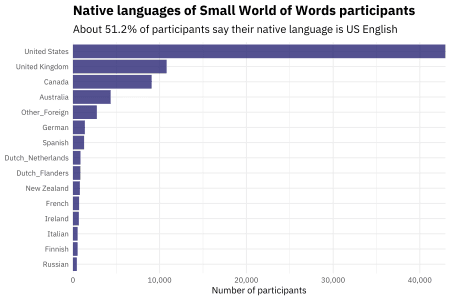 Native languages of Small World of Words participants
About 51.2% of participants say their native language is US English
United States
United Kingdom
Canada
Australia
Other_Foreign
German
Spanish
Dutch_Netherlands
Dutch_Flanders
New Zealand
French
Ireland
Italian
Finnish
Russian
0 10,000 20,000 30,000 40,000
Number of participants